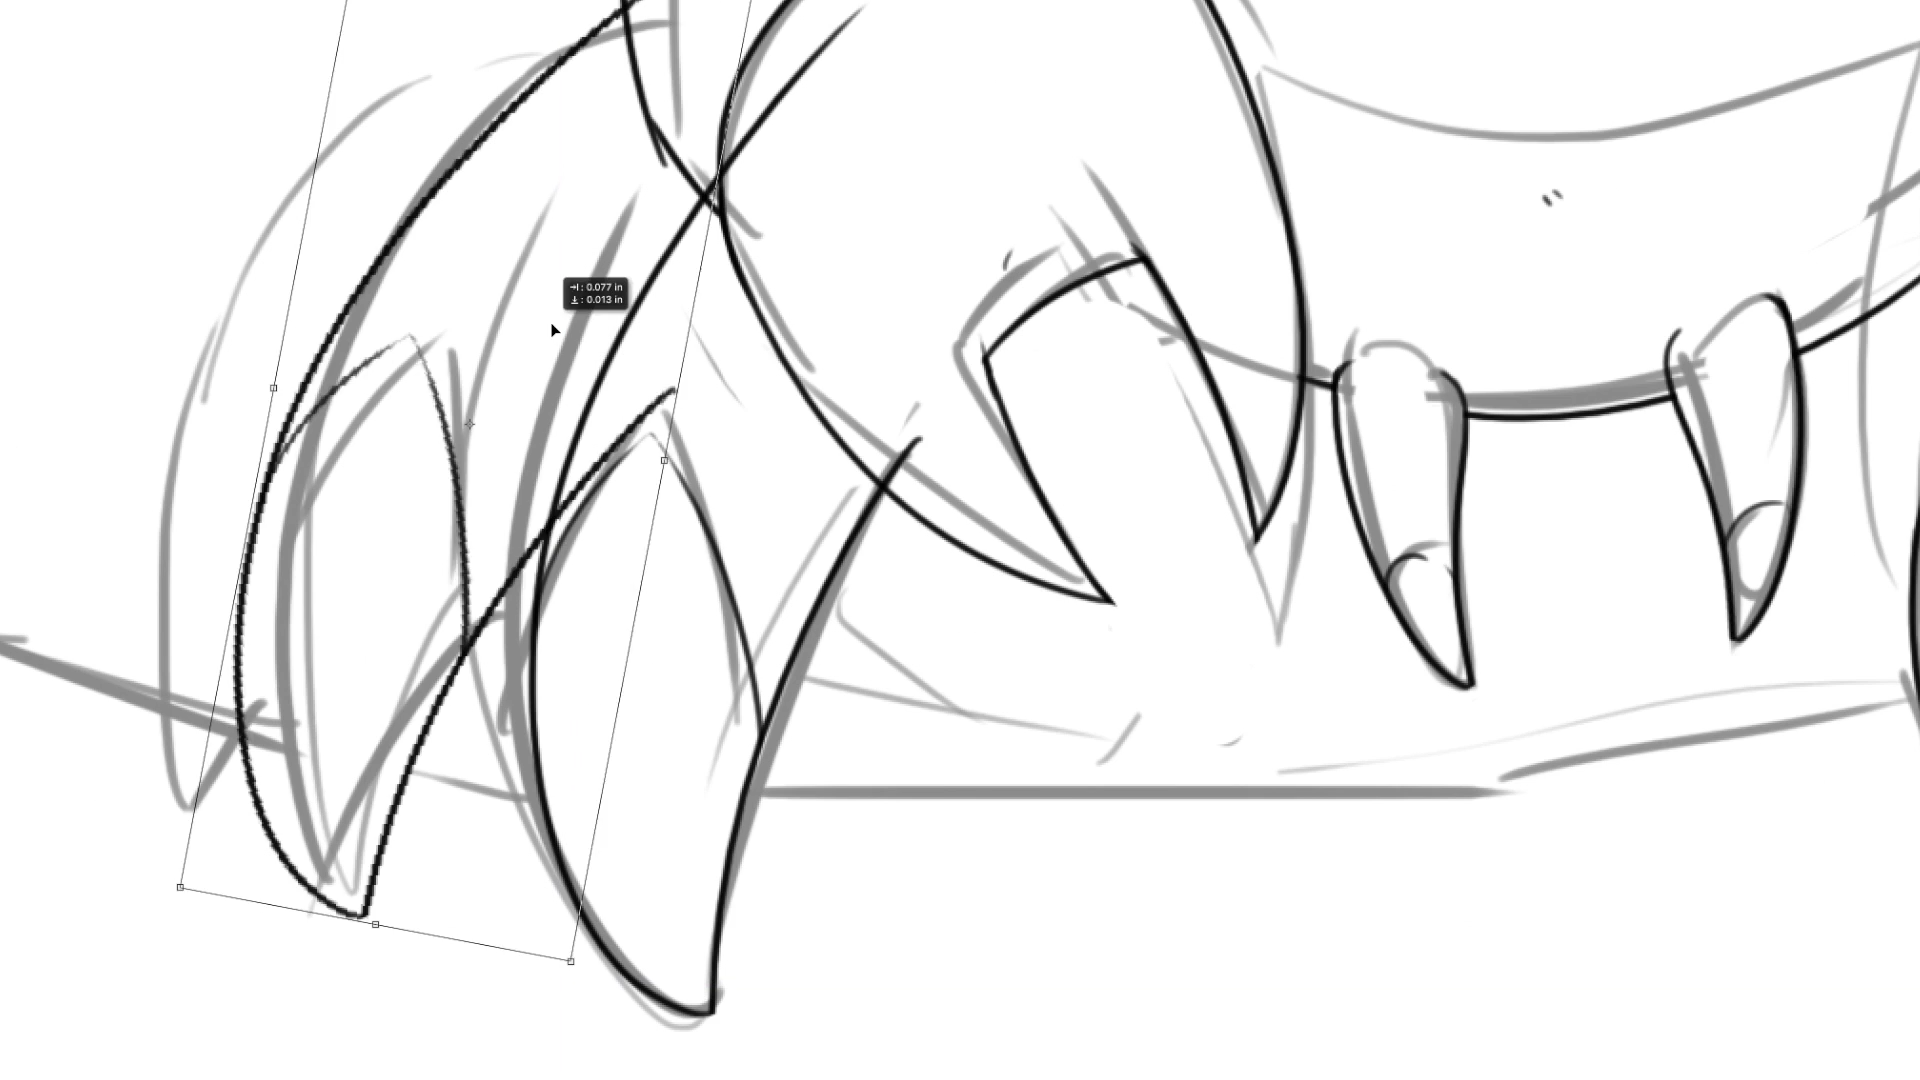 →I : 0.077 in
↓ : 0.013 in